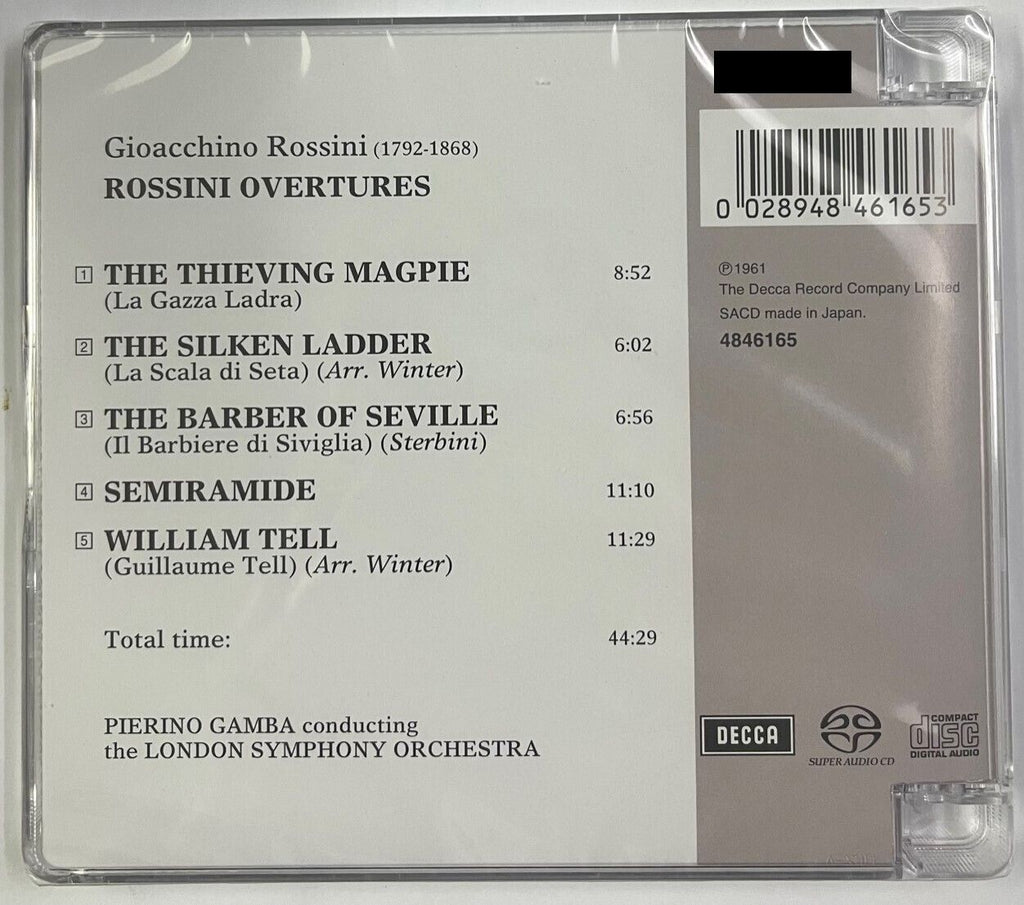 Gioacchino Rossini (1792-1868)
ROSSINI OVERTURES
1 THE THIEVING MAGPIE 8:52
(La Gazza Ladra)
2 THE SILKEN LADDER 6:02
(La Scala di Seta) (Arr. Winter)
3 THE BARBER OF SEVILLE 6:56
(Il Barbiere di Siviglia) (Sterbini)
4 SEMIRAMIDE 11:10
5 WILLIAM TELL 11:29
(Guillaume Tell) (Arr. Winter)
Total time: 44:29
PIERINO GAMBA conducting
the LONDON SYMPHONY ORCHESTRA
0 028948 461653
℗1961
The Decca Record Company Limited
SACD made in Japan.
4846165
DECCA
SUPER AUDIO CD
COMPACT
disc
DIGITAL AUDIO